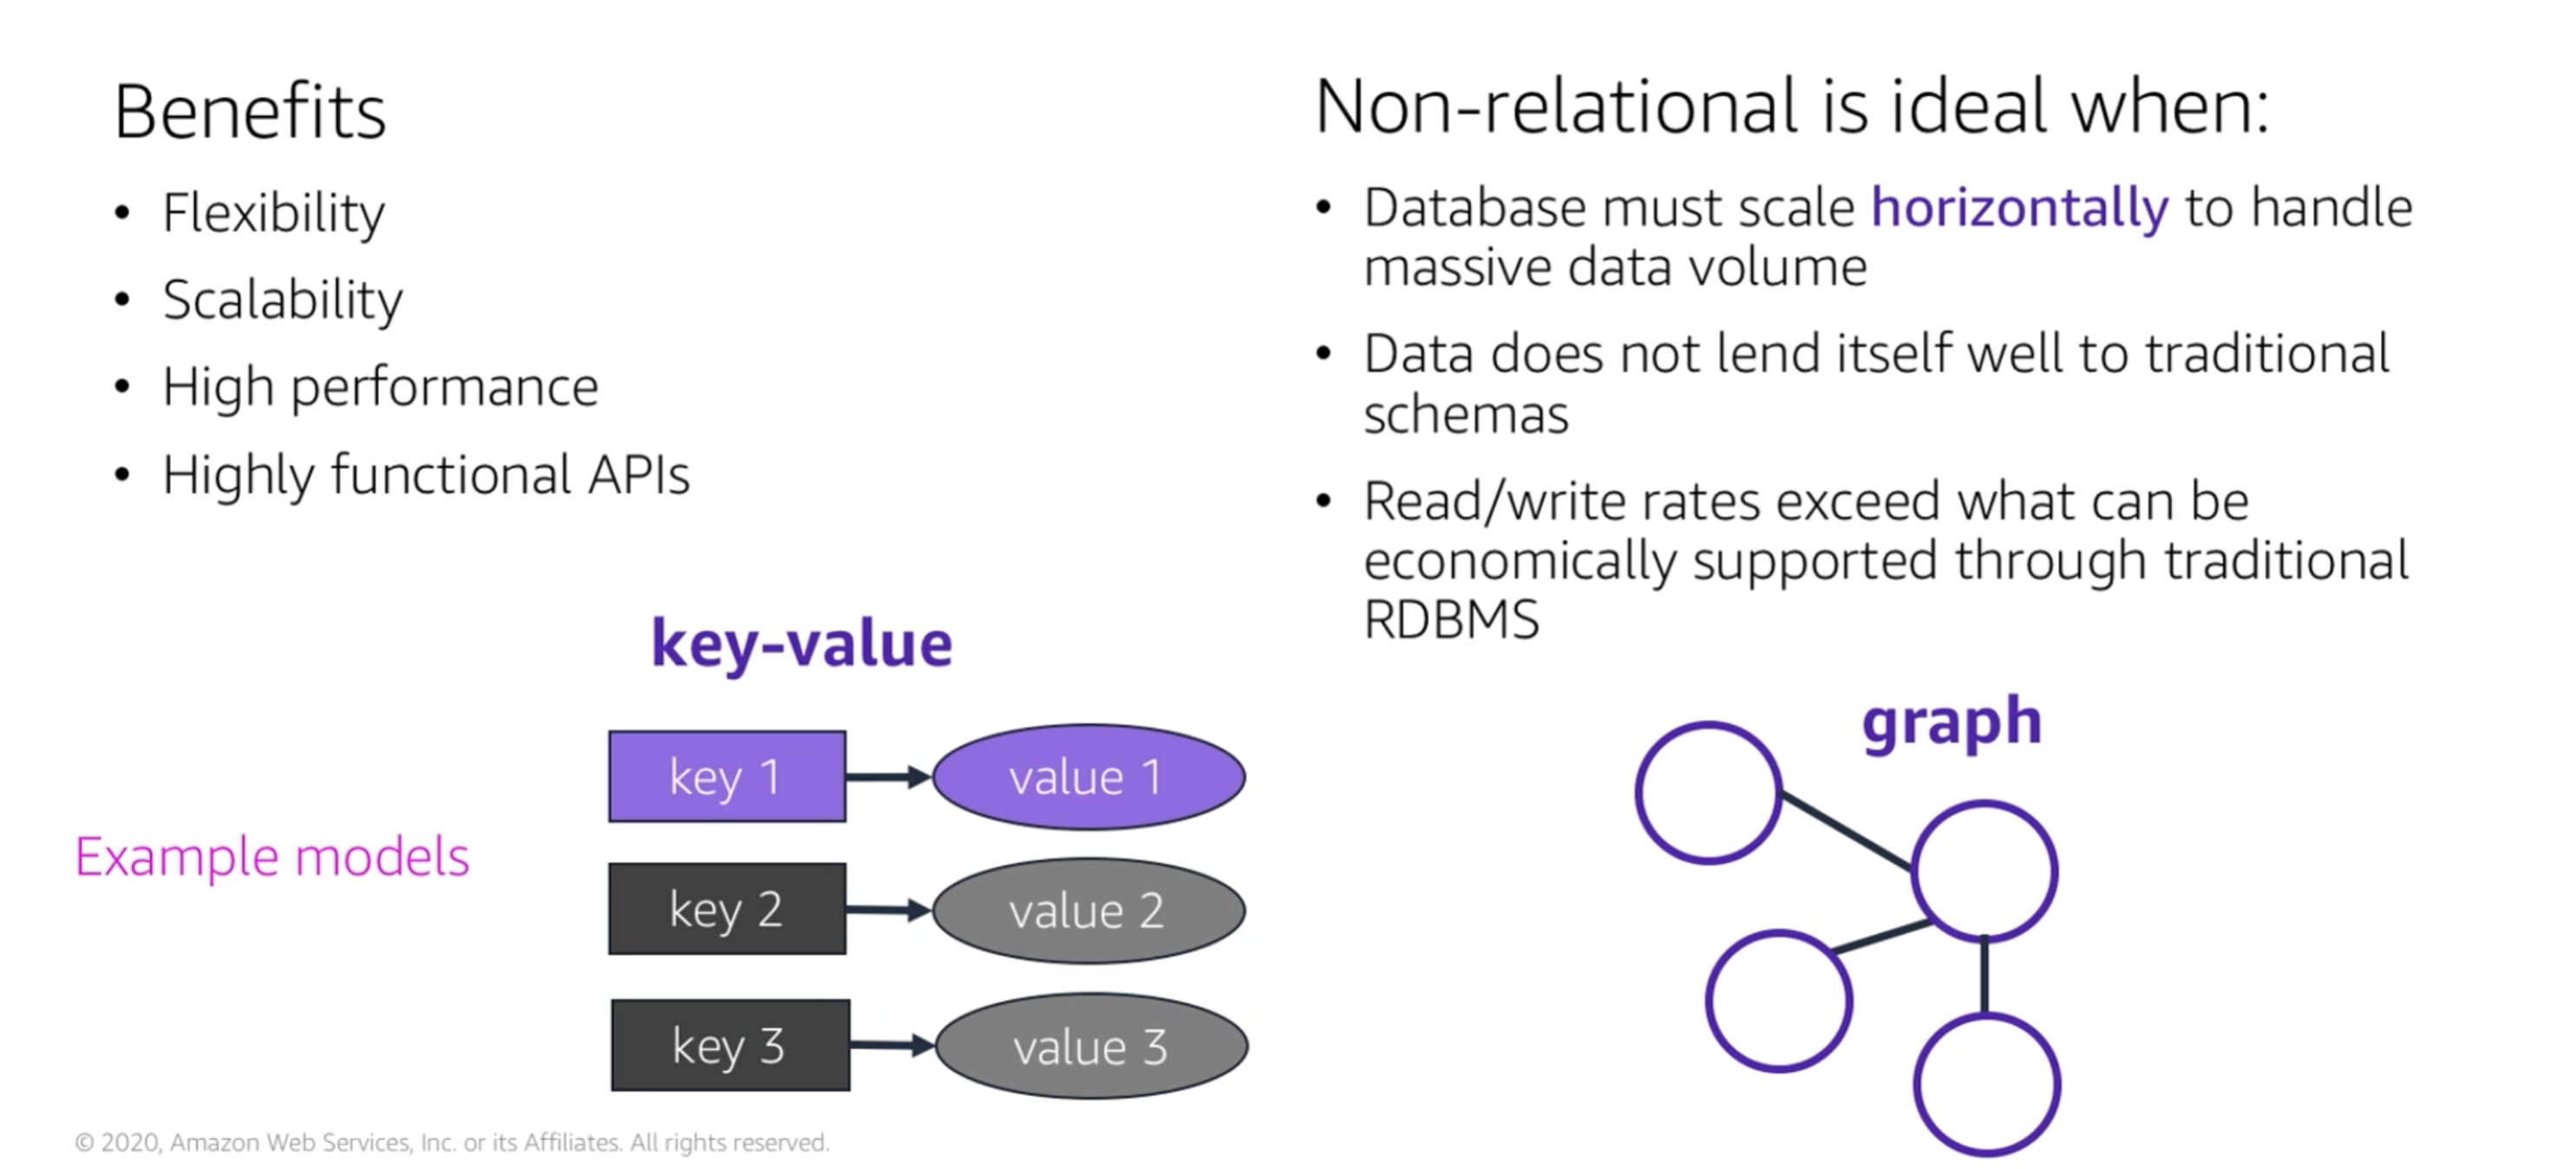 Benefits
• Flexibility
• Scalability
• High performance
• Highly functional APIs
Non-relational is ideal when:
• Database must scale horizontally to handle
massive data volume
• Data does not lend itself well to traditional
schemas
• Read/write rates exceed what can be
economically supported through traditional
RDBMS
Example models
key-value
key 1 value 1
key 2 value 2
key 3 value 3
graph
© 2020, Amazon Web Services, Inc. or its Affiliates. All rights reserved.